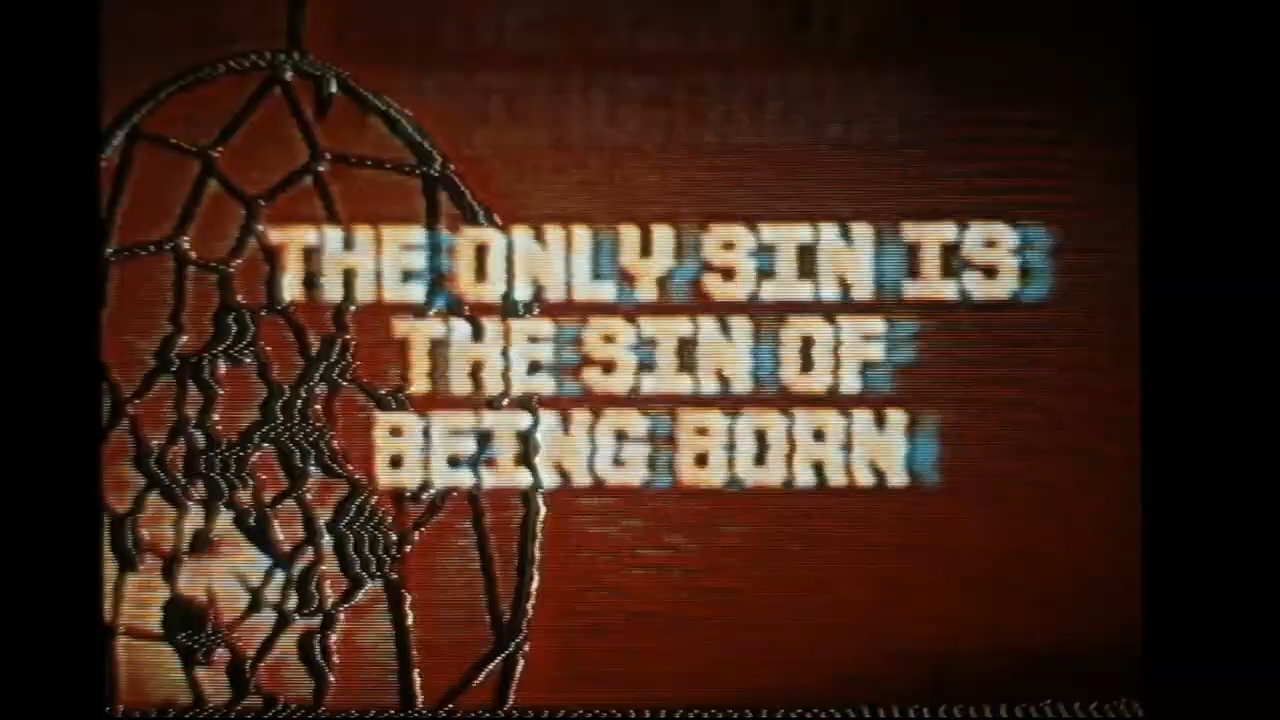 THE ONLY SIN IS
THE SIN OF
BEING BORN